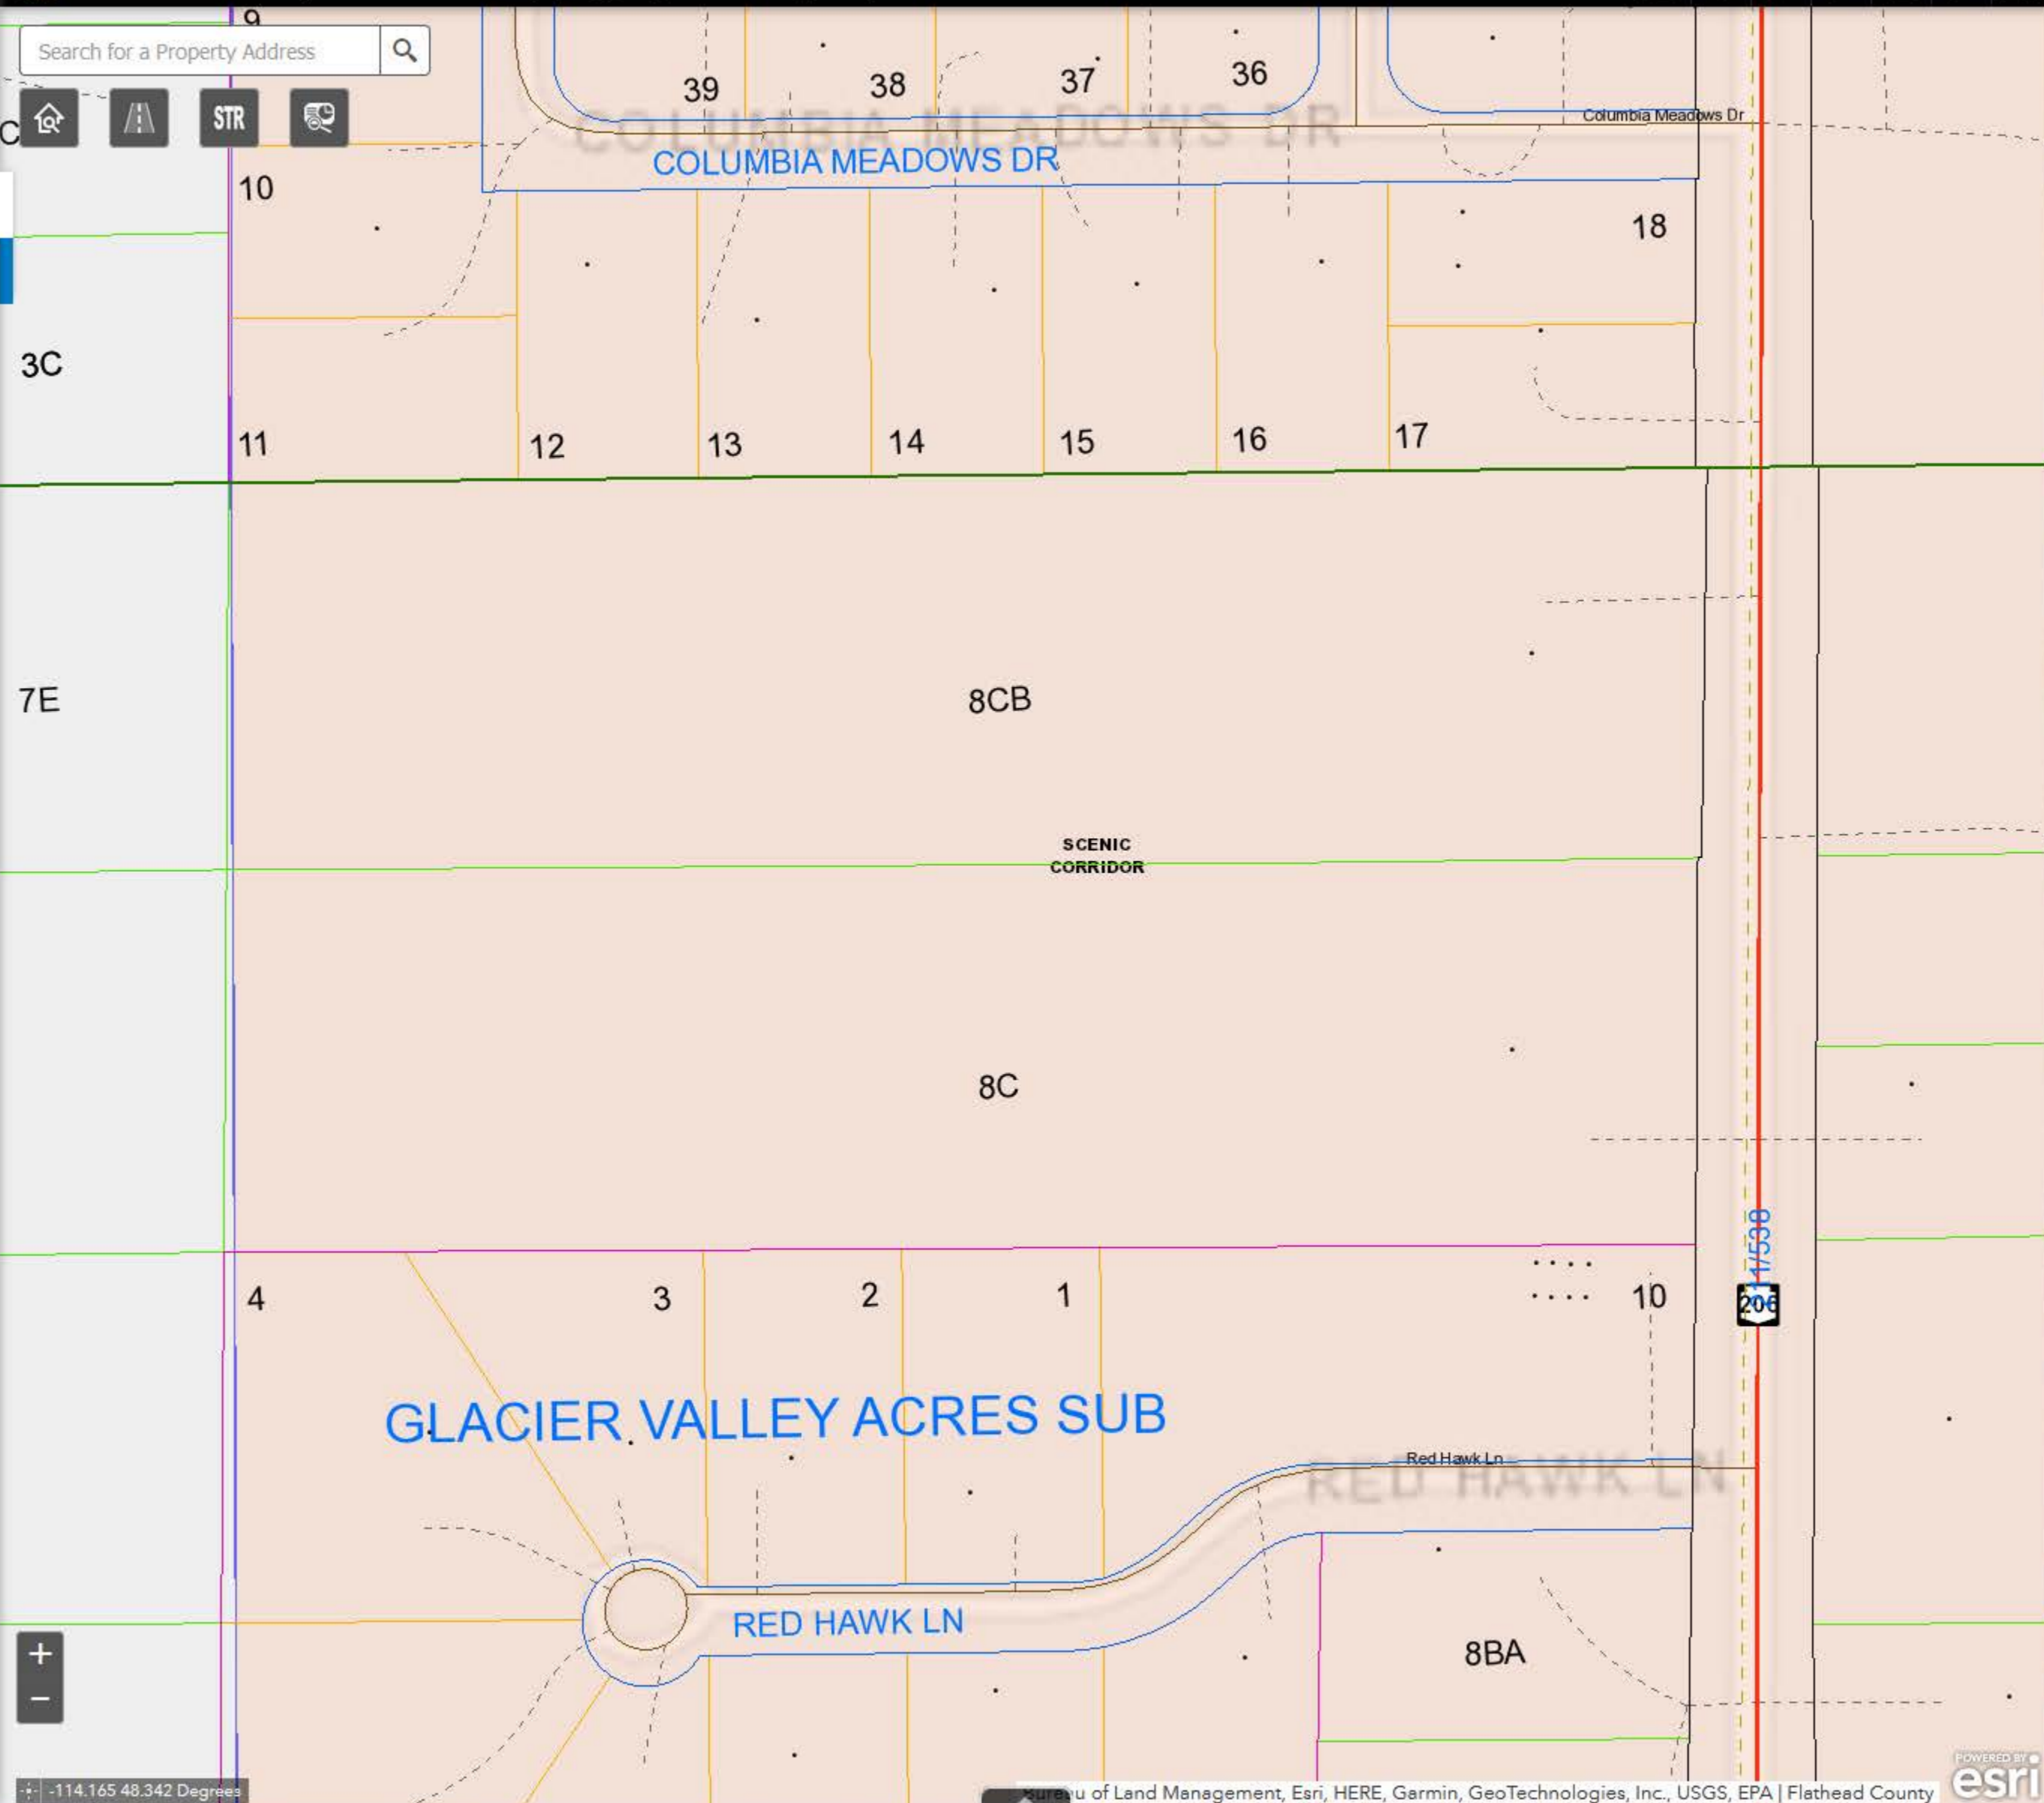 9
Search for a Property Address
39
38
37
36
COLUMBIA MEADOWS DR
Columbia Meadows Dr
C
STR
COLUMBIA MEADOWS DR
10
18
3C
11
12
13
14
15
16
17
7E
8CB
SCENIC
CORRIDOR
8C
4
3
2
1
10
206
GLACIER VALLEY ACRES SUB
Red Hawk Ln
RED HAWK LN
RED HAWK LN
8BA
+
−
-114.165 48.342 Degrees
Bureau of Land Management, Esri, HERE, Garmin, GeoTechnologies, Inc., USGS, EPA | Flathead County
POWERED BY
esri